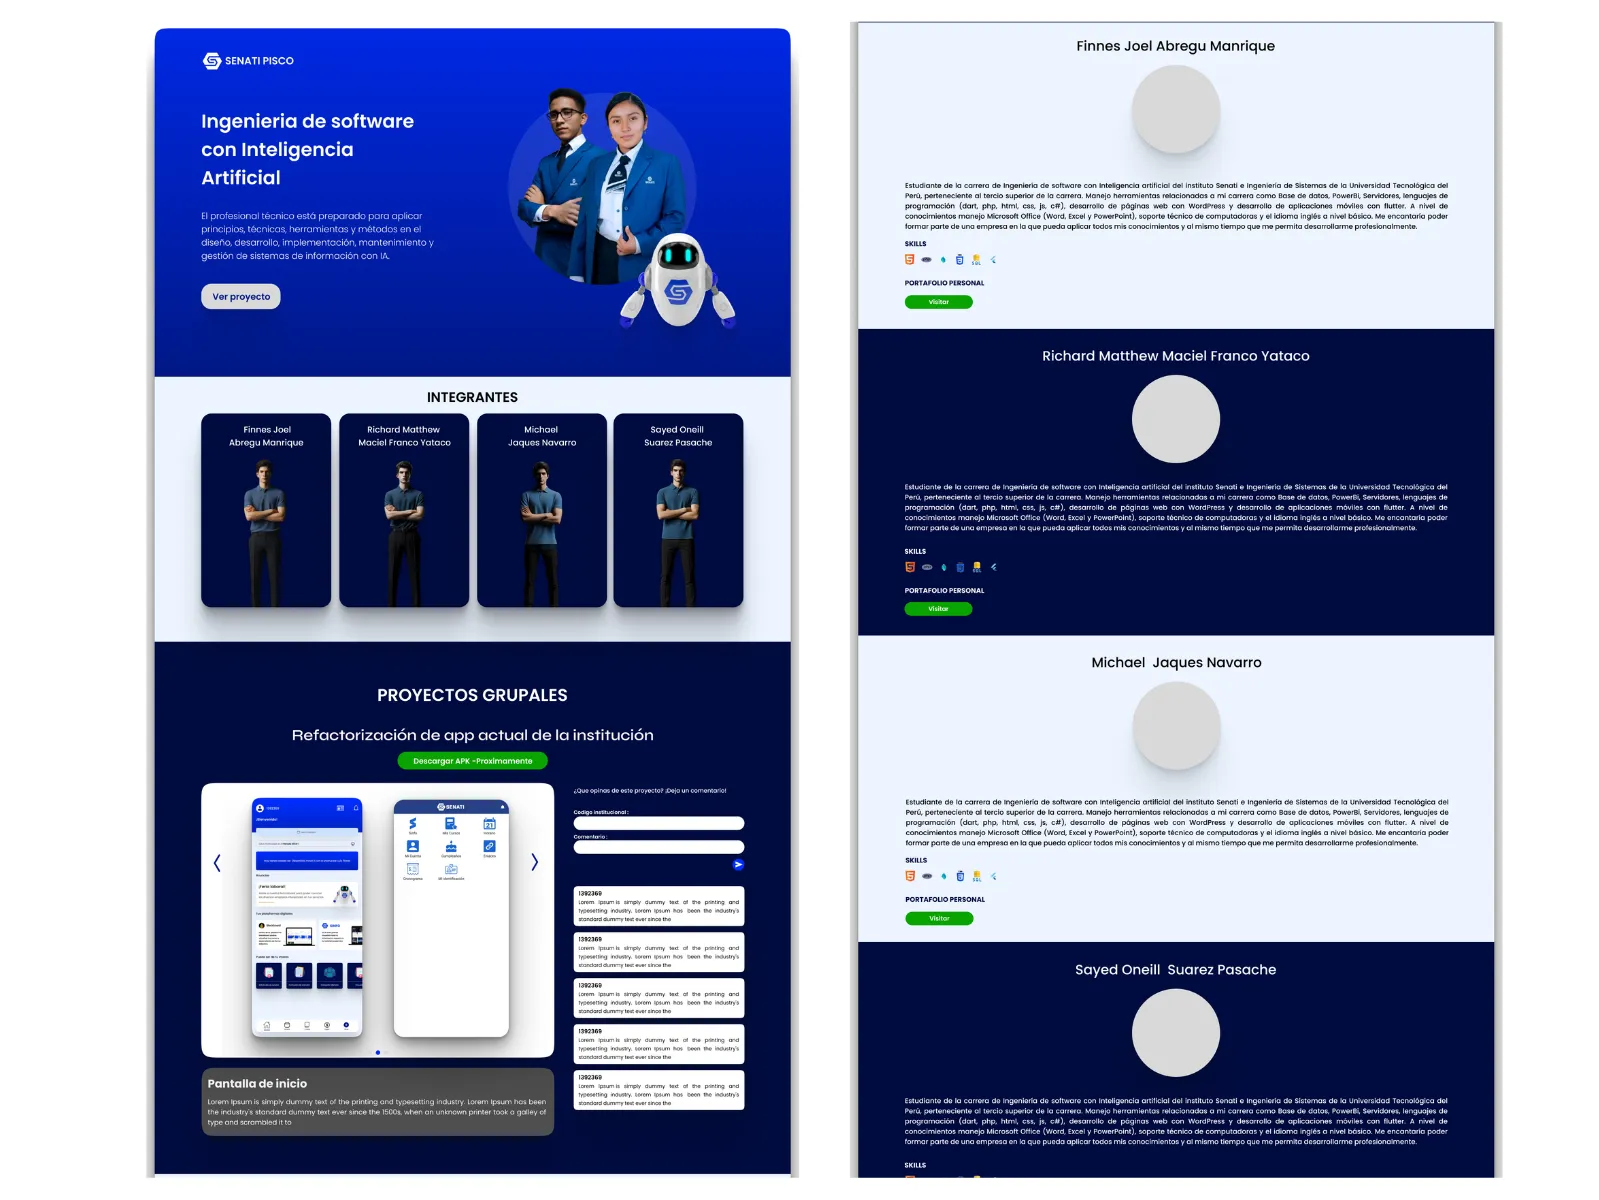 SENATI PISCO
Ingenieria de software
con Inteligencia
Artificial
El profesional técnico está preparado para aplicar
principios, técnicas, herramientas y métodos en el
diseño, desarrollo, implementación, mantenimiento y
gestión de sistemas de información con IA.
Ver proyecto
INTEGRANTES
Finnes Joel
Abregu Manrique
Richard Matthew
Maciel Franco Yataco
Michael
Jaques Navarro
Sayed Oneill
Suarez Pasache
PROYECTOS GRUPALES
Refactorización de app actual de la institución
Descargar APK -Proximamente
SENATI
¿Que opinas de este proyecto? ¡Deja un comentario!
Codigo institucional :
Comentario :
1392369
Lorem Ipsum is simply dummy text of the printing and
typesetting industry. Lorem Ipsum has been the industry's
standard dummy text ever since the
1392369
Lorem Ipsum is simply dummy text of the printing and
typesetting industry. Lorem Ipsum has been the industry's
standard dummy text ever since the
1392369
Lorem Ipsum is simply dummy text of the printing and
typesetting industry. Lorem Ipsum has been the industry's
standard dummy text ever since the
1392369
Lorem Ipsum is simply dummy text of the printing and
typesetting industry. Lorem Ipsum has been the industry's
standard dummy text ever since the
1392369
Lorem Ipsum is simply dummy text of the printing and
typesetting industry. Lorem Ipsum has been the industry's
standard dummy text ever since the
Pantalla de inicio
Lorem Ipsum is simply dummy text of the printing and typesetting industry. Lorem Ipsum has been
the industry's standard dummy text ever since the 1500s, when an unknown printer took a galley of
type and scrambled it to
Finnes Joel Abregu Manrique
Estudiante de la carrera de Ingenieria de software con Inteligencia artificial del instituto Senati e Ingenieria de Sistemas de la Universidad Tecnológica del
Perú, perteneciente al tercio superior de la carrera. Manejo herramientas relacionadas a mi carrera como Base de datos, PowerBi, Servidores, lenguajes de
programación (dart, php, html, css, js, c#), desarrollo de páginas web con WordPress y desarrollo de aplicaciones móviles con flutter. A nivel de
conocimientos manejo Microsoft Office (Word, Excel y PowerPoint), soporte técnico de computadoras y el idioma inglés a nivel básico. Me encantaría poder
formar parte de una empresa en la que pueda aplicar todos mis conocimientos y al mismo tiempo que me permita desarrollarme profesionalmente.
SKILLS
PORTAFOLIO PERSONAL
Visitar
Richard Matthew Maciel Franco Yataco
Estudiante de la carrera de Ingenieria de software con Inteligencia artificial del instituto Senati e Ingenieria de Sistemas de la Universidad Tecnológica del
Perú, perteneciente al tercio superior de la carrera. Manejo herramientas relacionadas a mi carrera como Base de datos, PowerBi, Servidores, lenguajes de
programación (dart, php, html, css, js, c#), desarrollo de páginas web con WordPress y desarrollo de aplicaciones móviles con flutter. A nivel de
conocimientos manejo Microsoft Office (Word, Excel y PowerPoint), soporte técnico de computadoras y el idioma inglés a nivel básico. Me encantaría poder
formar parte de una empresa en la que pueda aplicar todos mis conocimientos y al mismo tiempo que me permita desarrollarme profesionalmente.
SKILLS
PORTAFOLIO PERSONAL
Visitar
Michael Jaques Navarro
Estudiante de la carrera de Ingenieria de software con Inteligencia artificial del instituto Senati e Ingenieria de Sistemas de la Universidad Tecnológica del
Perú, perteneciente al tercio superior de la carrera. Manejo herramientas relacionadas a mi carrera como Base de datos, PowerBi, Servidores, lenguajes de
programación (dart, php, html, css, js, c#), desarrollo de páginas web con WordPress y desarrollo de aplicaciones móviles con flutter. A nivel de
conocimientos manejo Microsoft Office (Word, Excel y PowerPoint), soporte técnico de computadoras y el idioma inglés a nivel básico. Me encantaría poder
formar parte de una empresa en la que pueda aplicar todos mis conocimientos y al mismo tiempo que me permita desarrollarme profesionalmente.
SKILLS
PORTAFOLIO PERSONAL
Visitar
Sayed Oneill Suarez Pasache
Estudiante de la carrera de Ingenieria de software con Inteligencia artificial del instituto Senati e Ingenieria de Sistemas de la Universidad Tecnológica del
Perú, perteneciente al tercio superior de la carrera. Manejo herramientas relacionadas a mi carrera como Base de datos, PowerBi, Servidores, lenguajes de
programación (dart, php, html, css, js, c#), desarrollo de páginas web con WordPress y desarrollo de aplicaciones móviles con flutter. A nivel de
conocimientos manejo Microsoft Office (Word, Excel y PowerPoint), soporte técnico de computadoras y el idioma inglés a nivel básico. Me encantaría poder
formar parte de una empresa en la que pueda aplicar todos mis conocimientos y al mismo tiempo que me permita desarrollarme profesionalmente.
SKILLS